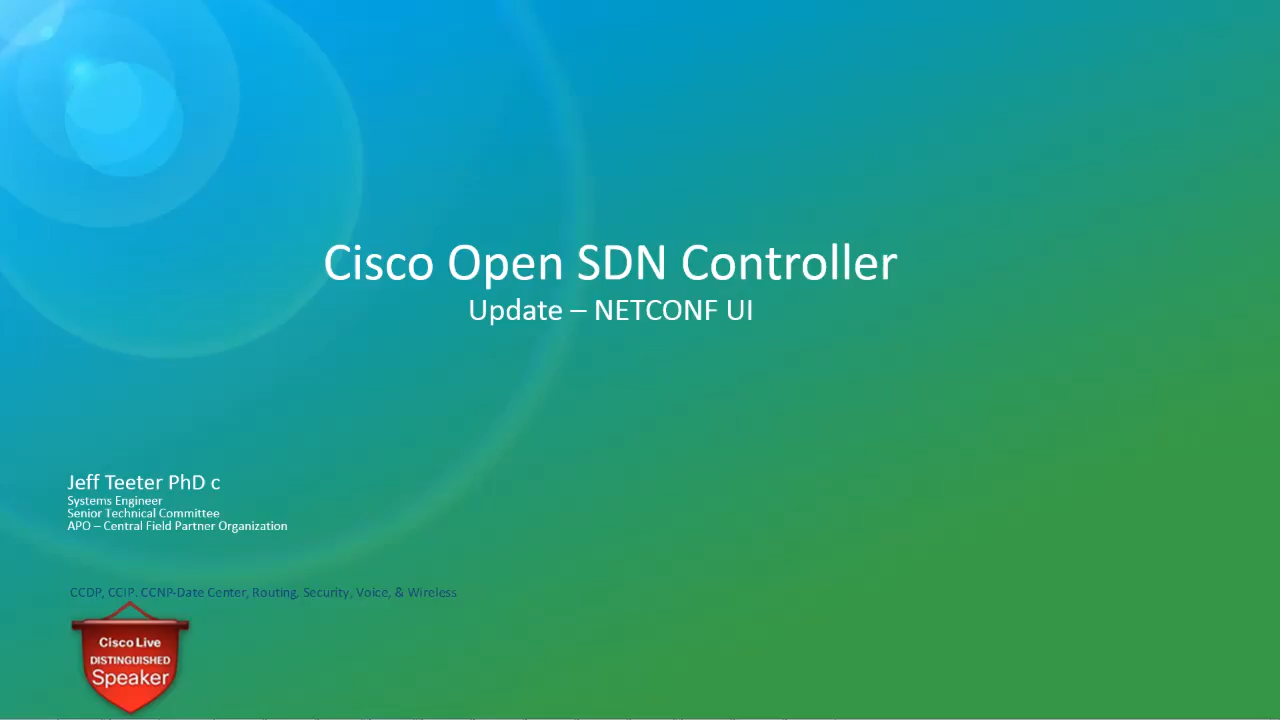 Cisco Open SDN Controller
Update – NETCONF UI
Jeff Teeter PhD c
Systems Engineer
Senior Technical Committee
APO – Central Field Partner Organization
CCDP, CCIP. CCNP-Date Center, Routing, Security, Voice, & Wireless
Cisco Live
DISTINGUISHED
Speaker